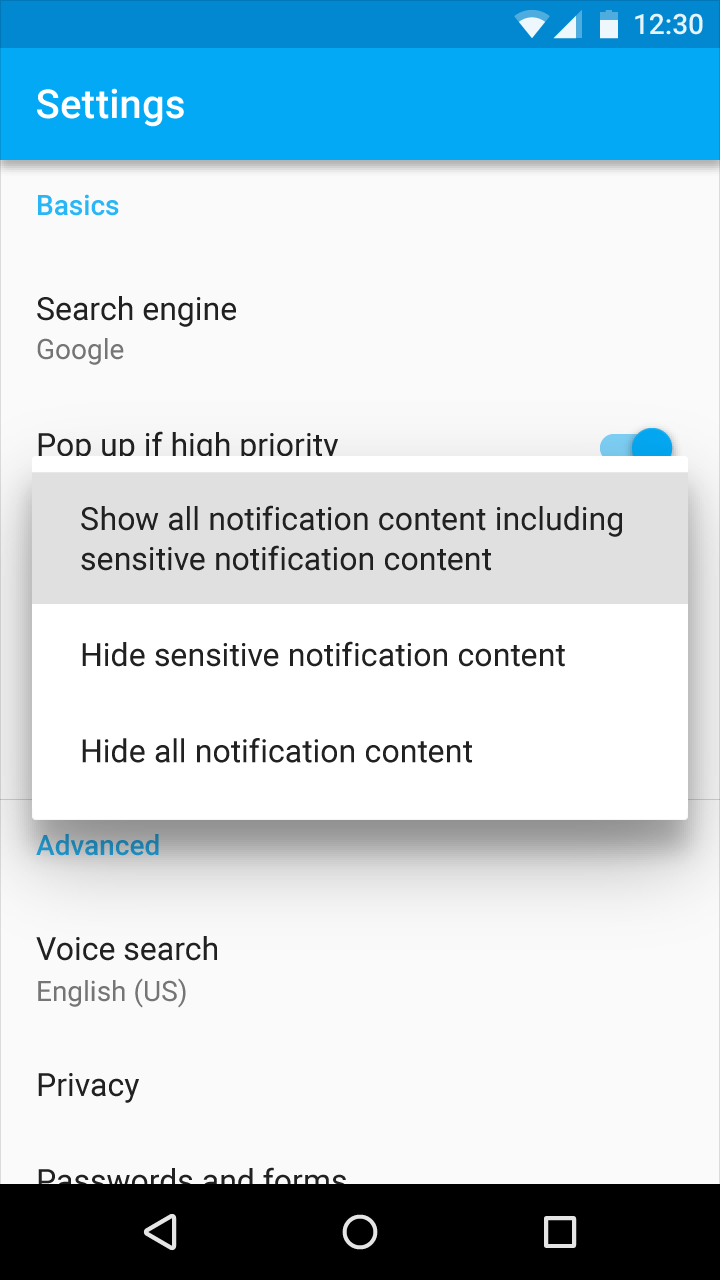 12:30
Settings
Basics
Search engine
Google
Pop up if high priority
Show all notification content including
sensitive notification content
Hide sensitive notification content
Hide all notification content
Advanced
Voice search
English (US)
Privacy
Passwords and forms